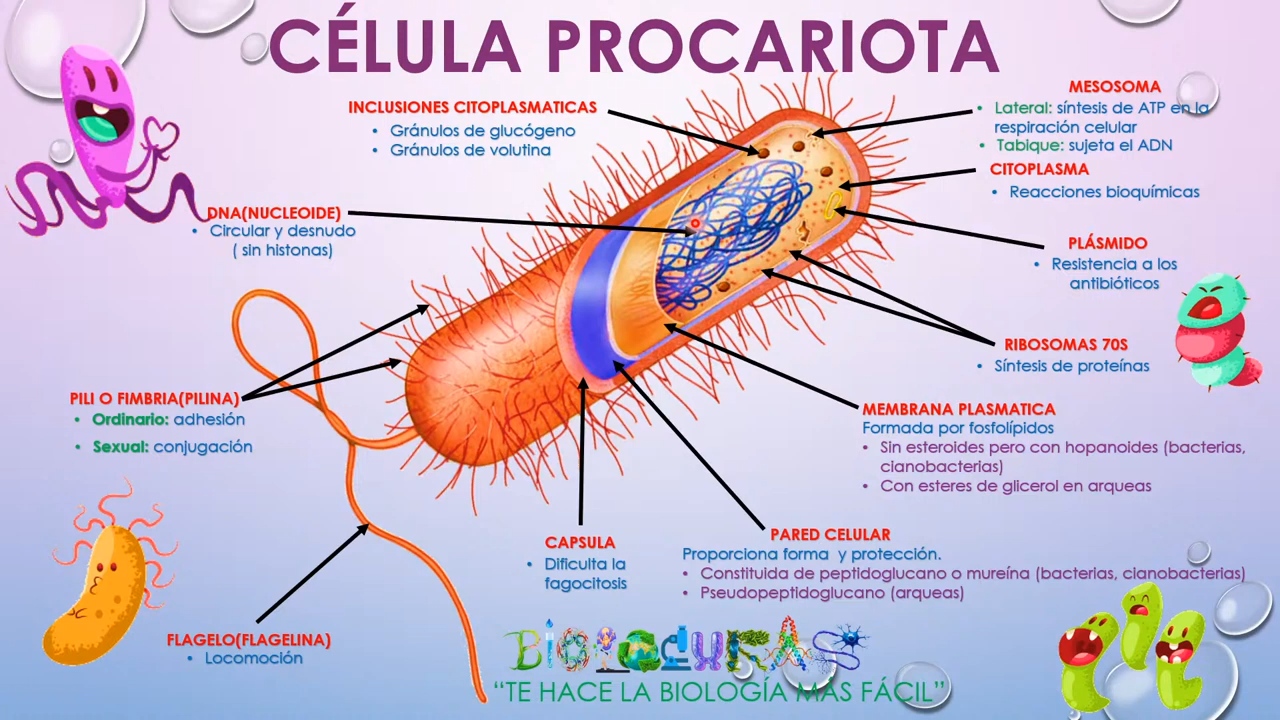 CÉLULA PROCARIOTA
INCLUSIONES CITOPLASMATICAS
• Gránulos de glucógeno
• Gránulos de volutina
MESOSOMA
• Lateral: síntesis de ATP en la
respiración celular
• Tabique: sujeta el ADN
CITOPLASMA
• Reacciones bioquímicas
DNA(NUCLEOIDE)
• Circular y desnudo
( sin histonas)
PLÁSMIDO
• Resistencia a los
antibióticos
RIBOSOMAS 70S
• Síntesis de proteínas
PILI O FIMBRIA(PILINA)
• Ordinario: adhesión
• Sexual: conjugación
MEMBRANA PLASMATICA
Formada por fosfolípidos
• Sin esteroides pero con hopanoides (bacterias,
cianobacterias)
• Con esteres de glicerol en arqueas
CAPSULA
• Dificulta la
fagocitosis
PARED CELULAR
Proporciona forma y protección.
• Constituida de peptidoglucano o mureína (bacterias, cianobacterias)
• Pseudopeptidoglucano (arqueas)
FLAGELO(FLAGELINA)
• Locomoción
“TE HACE LA BIOLOGÍA MAS FÁCIL”